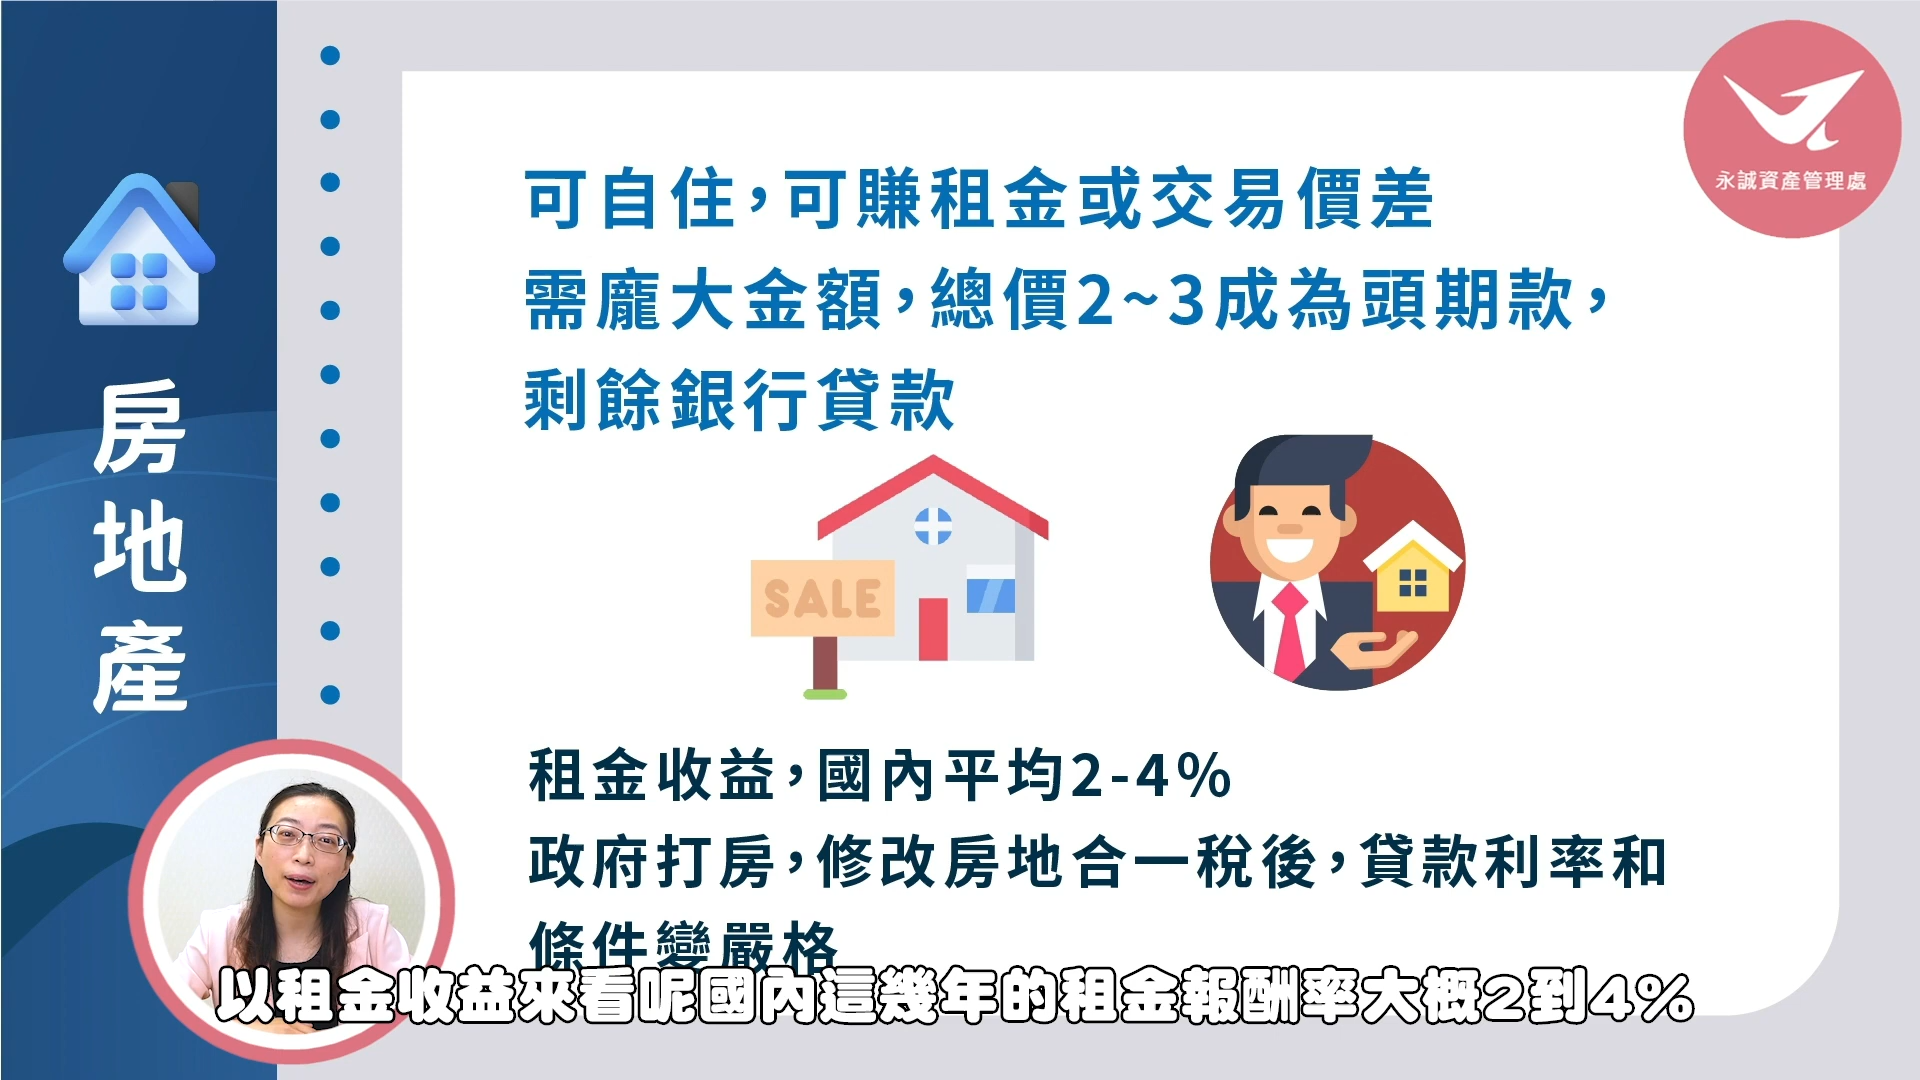 永誠資產管理處
房地產
可自住，可賺租金或交易價差
需龐大金額，總價2~3成為頭期款，
剩餘銀行貸款
SALE
租金收益，國內平均2-4%
政府打房，修改房地合一稅後，貸款利率和
條件變嚴格
以租金收益來看呢國內這幾年的租金報酬率大概2到4%